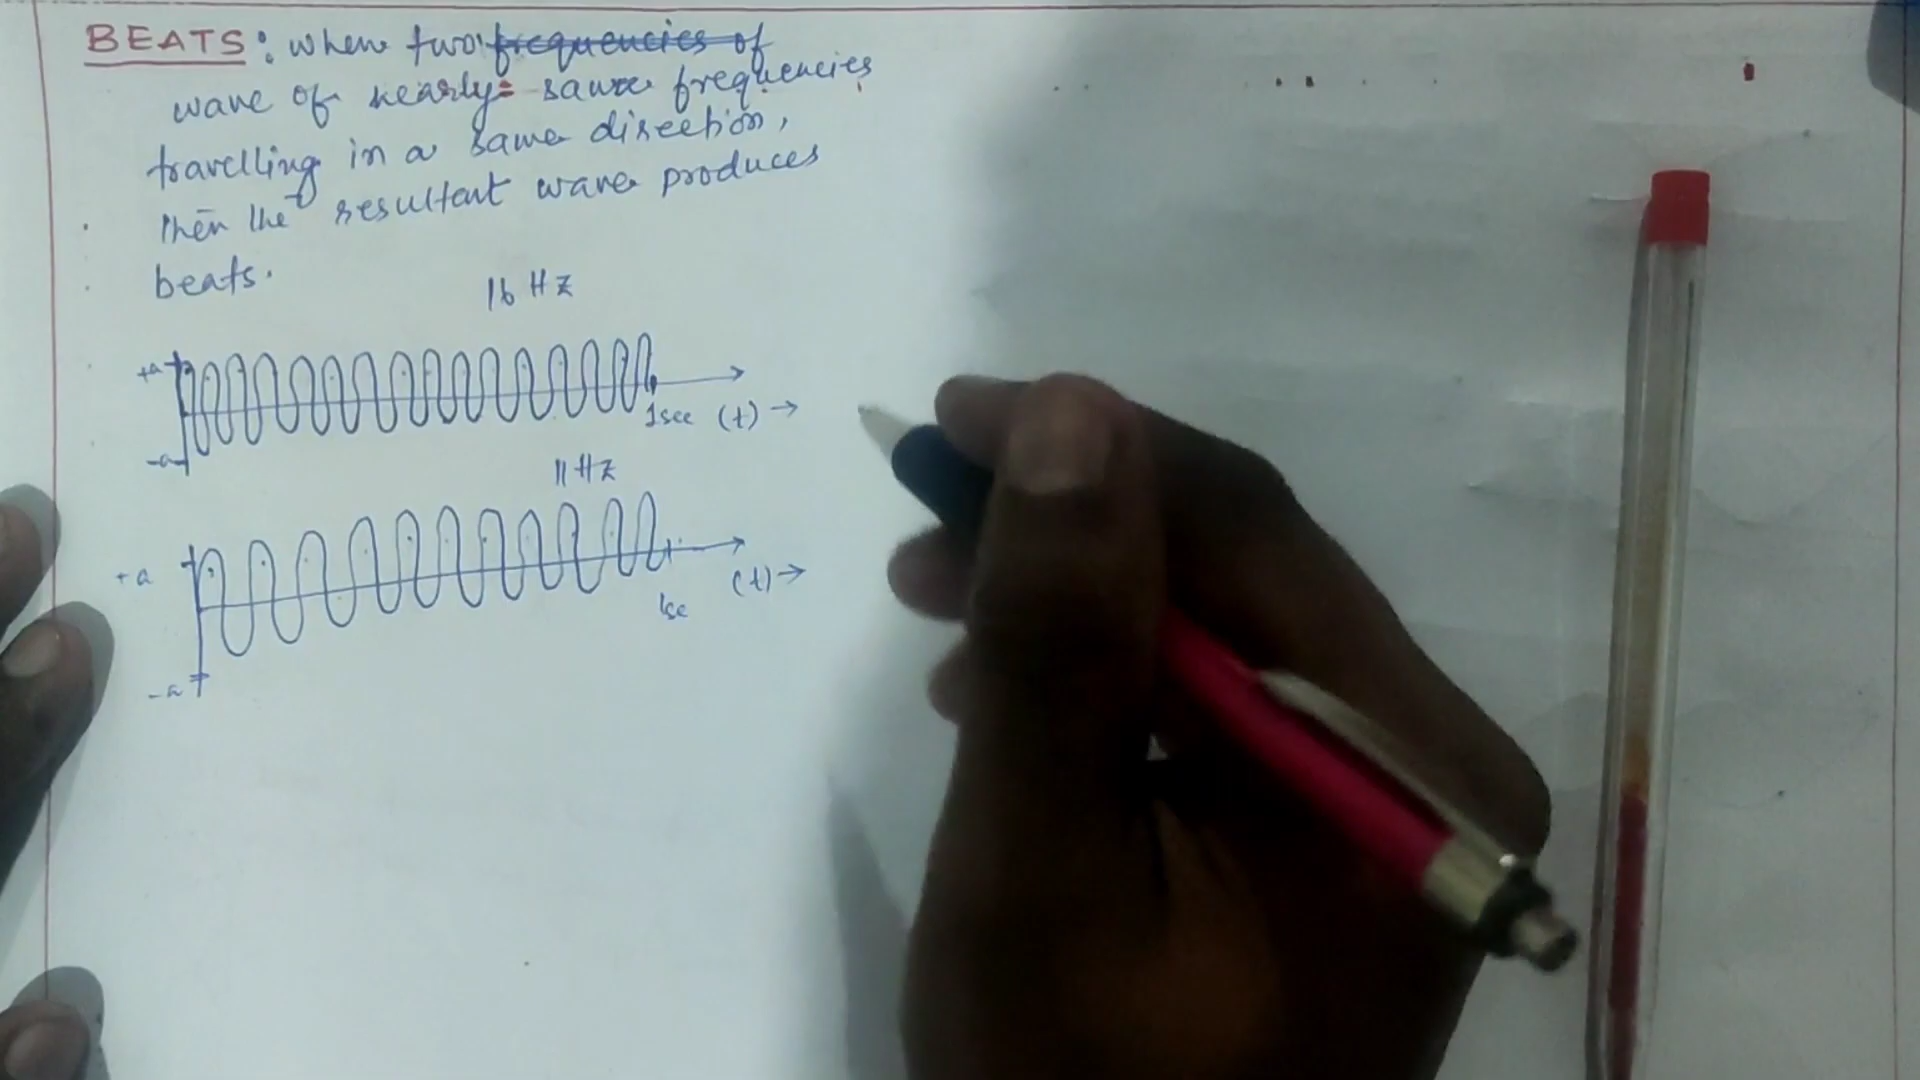 BEATS : when two frequencies of
wave of nearly same frequencies
travelling in a same direction,
then the resultant wave produces
beats.
16 Hz
+a
-a
1sec (t) →
11 Hz
+a
-a
1se (t) →